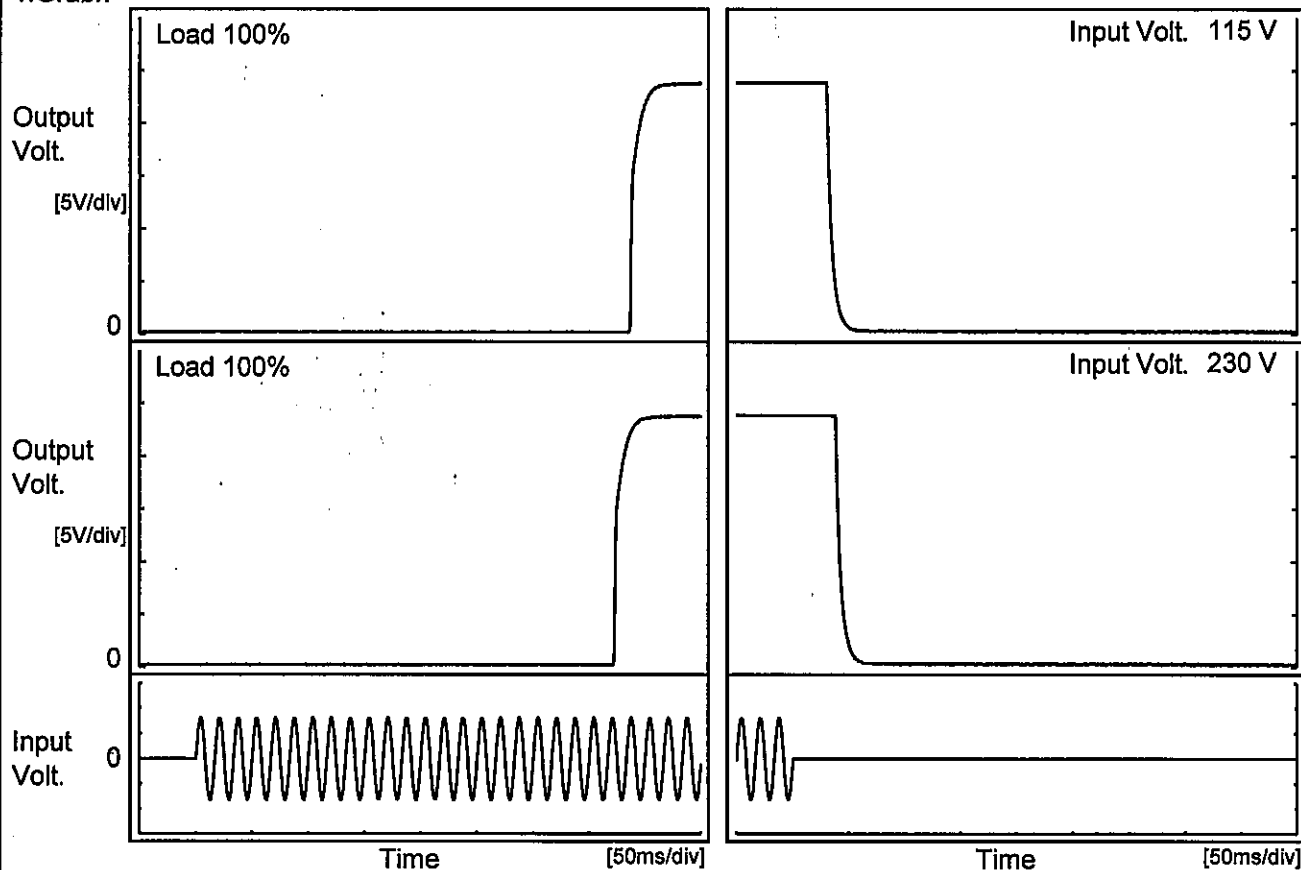 Load 100%
Input Volt. 115 V
Output
Volt.
[5V/div]
0
Load 100%
Input Volt. 230 V
Output
Volt.
[5V/div]
0
Input
Volt.
0
Time
[50ms/div]
Time
[50ms/div]